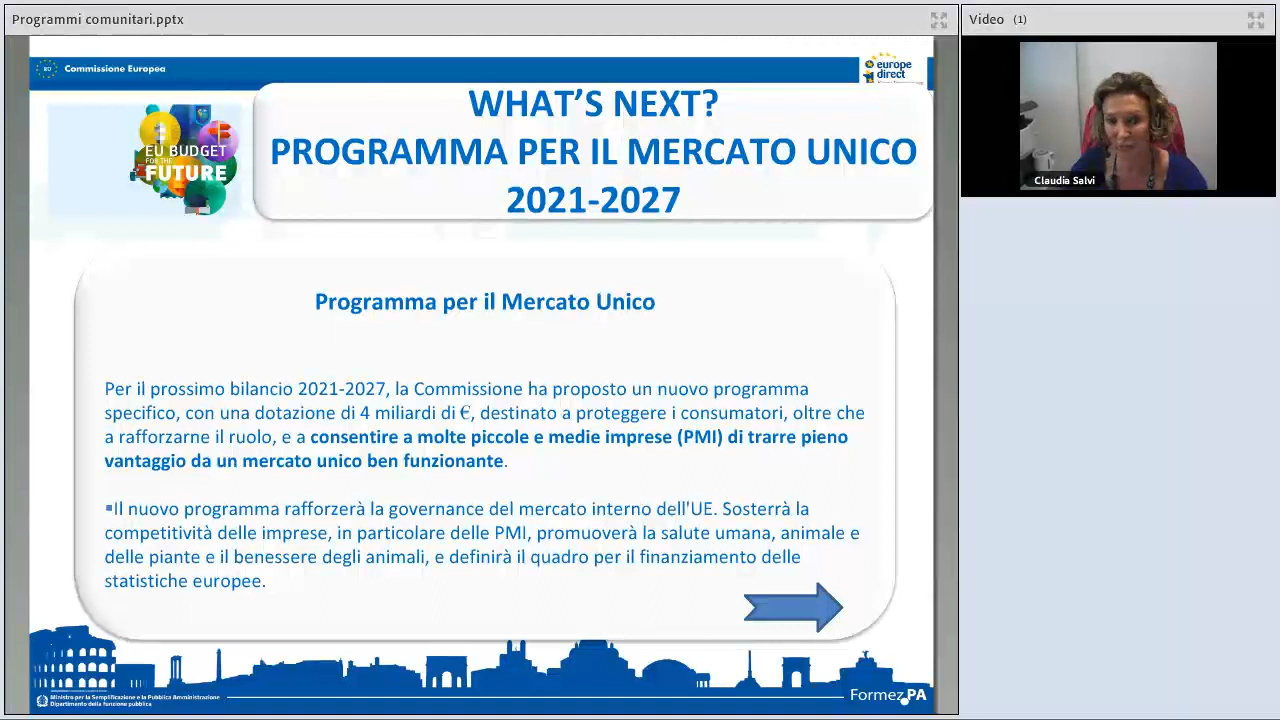 Programmi comunitari.pptx
Video (1)
Commissione Europea
europe
direct
EU BUDGET
FOR THE
FUTURE
WHAT’S NEXT?
PROGRAMMA PER IL MERCATO UNICO
2021-2027
Claudia Salvi
Programma per il Mercato Unico
Per il prossimo bilancio 2021-2027, la Commissione ha proposto un nuovo programma
specifico, con una dotazione di 4 miliardi di €, destinato a proteggere i consumatori, oltre che
a rafforzarne il ruolo, e a consentire a molte piccole e medie imprese (PMI) di trarre pieno
vantaggio da un mercato unico ben funzionante.
▪Il nuovo programma rafforzerà la governance del mercato interno dell'UE. Sosterrà la
competitività delle imprese, in particolare delle PMI, promuoverà la salute umana, animale e
delle piante e il benessere degli animali, e definirà il quadro per il finanziamento delle
statistiche europee.
Ministro per la Semplificazione e la Pubblica Amministrazione
Dipartimento della funzione pubblica
Formez PA